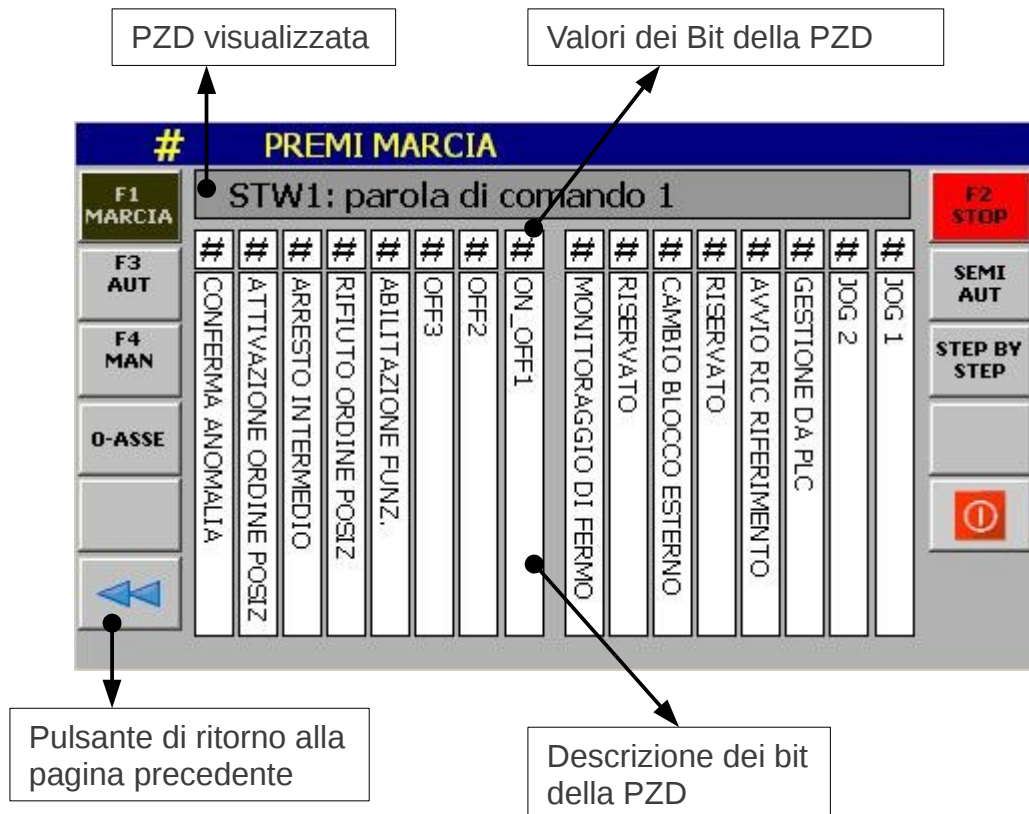 PZD visualizzata
Valori dei Bit della PZD
# PREMI MARCIA
F1
MARCIA
STW1: parola di comando 1
F2
STOP
F3
AUT
F4
MAN
0-ASSE
# # # # # # # # # # # # # # # #
CONFERMA ANOMALIA
ATTIVAZIONE ORDINE POSIZ
ARRESTO INTERMEDIO
RIFIUTO ORDINE POSIZ
ABILITAZIONE FUNZ.
OFF3
OFF2
ON_OFF1
MONITORAGGIO DI FERMO
RISERVATO
CAMBIO BLOCCO ESTERNO
RISERVATO
AVVIO RIC RIFERIMENTO
GESTIONE DA PLC
JOG 2
JOG 1
SEMI
AUT
STEP BY
STEP
Pulsante di ritorno alla
pagina precedente
Descrizione dei bit
della PZD